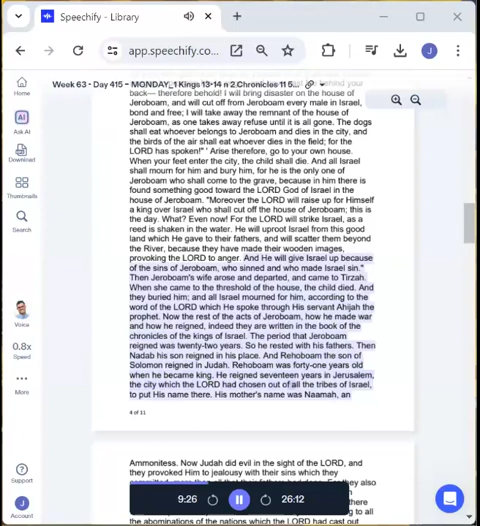 Speechify - Library
app.speechify.co...
J
Week 63 - Day 415 – MONDAY_1 Kings 13-14 n 2 Chronicles 11 5...
Home
AI
Ask AI
Download
Thumbnails
Search
Voice
0.8x
Speed
More
Support
J
Account
back— therefore behold! I will bring disaster on the house of
Jeroboam, and will cut off from Jeroboam every male in Israel,
bond and free; I will take away the remnant of the house of
Jeroboam, as one takes away refuse until it is all gone. The dogs
shall eat whoever belongs to Jeroboam and dies in the city, and
the birds of the air shall eat whoever dies in the field; for the
LORD has spoken!" ' Arise therefore, go to your own house.
When your feet enter the city, the child shall die. And all Israel
shall mourn for him and bury him, for he is the only one of
Jeroboam who shall come to the grave, because in him there is
found something good toward the LORD God of Israel in the
house of Jeroboam. "Moreover the LORD will raise up for Himself
a king over Israel who shall cut off the house of Jeroboam; this is
the day. What? Even now! For the LORD will strike Israel, as a
reed is shaken in the water. He will uproot Israel from this good
land which He gave to their fathers, and will scatter them beyond
the River, because they have made their wooden images,
provoking the LORD to anger. And He will give Israel up because
of the sins of Jeroboam, who sinned and who made Israel sin."
Then Jeroboam's wife arose and departed, and came to Tirzah.
When she came to the threshold of the house, the child died. And
they buried him; and all Israel mourned for him, according to the
word of the LORD which He spoke through His servant Ahijah the
prophet. Now the rest of the acts of Jeroboam, how he made war
and how he reigned, indeed they are written in the book of the
chronicles of the kings of Israel. The period that Jeroboam
reigned was twenty-two years. So he rested with his fathers. Then
Nadab his son reigned in his place. And Rehoboam the son of
Solomon reigned in Judah. Rehoboam was forty-one years old
when he became king. He reigned seventeen years in Jerusalem,
the city which the LORD had chosen out of all the tribes of Israel,
to put His name there. His mother's name was Naamah, an
4 of 11
Ammonitess. Now Judah did evil in the sight of the LORD, and
they provoked Him to jealousy with their sins which they
they also
9:26
26:12
there
all the abominations of the nations which the LORD had cast out